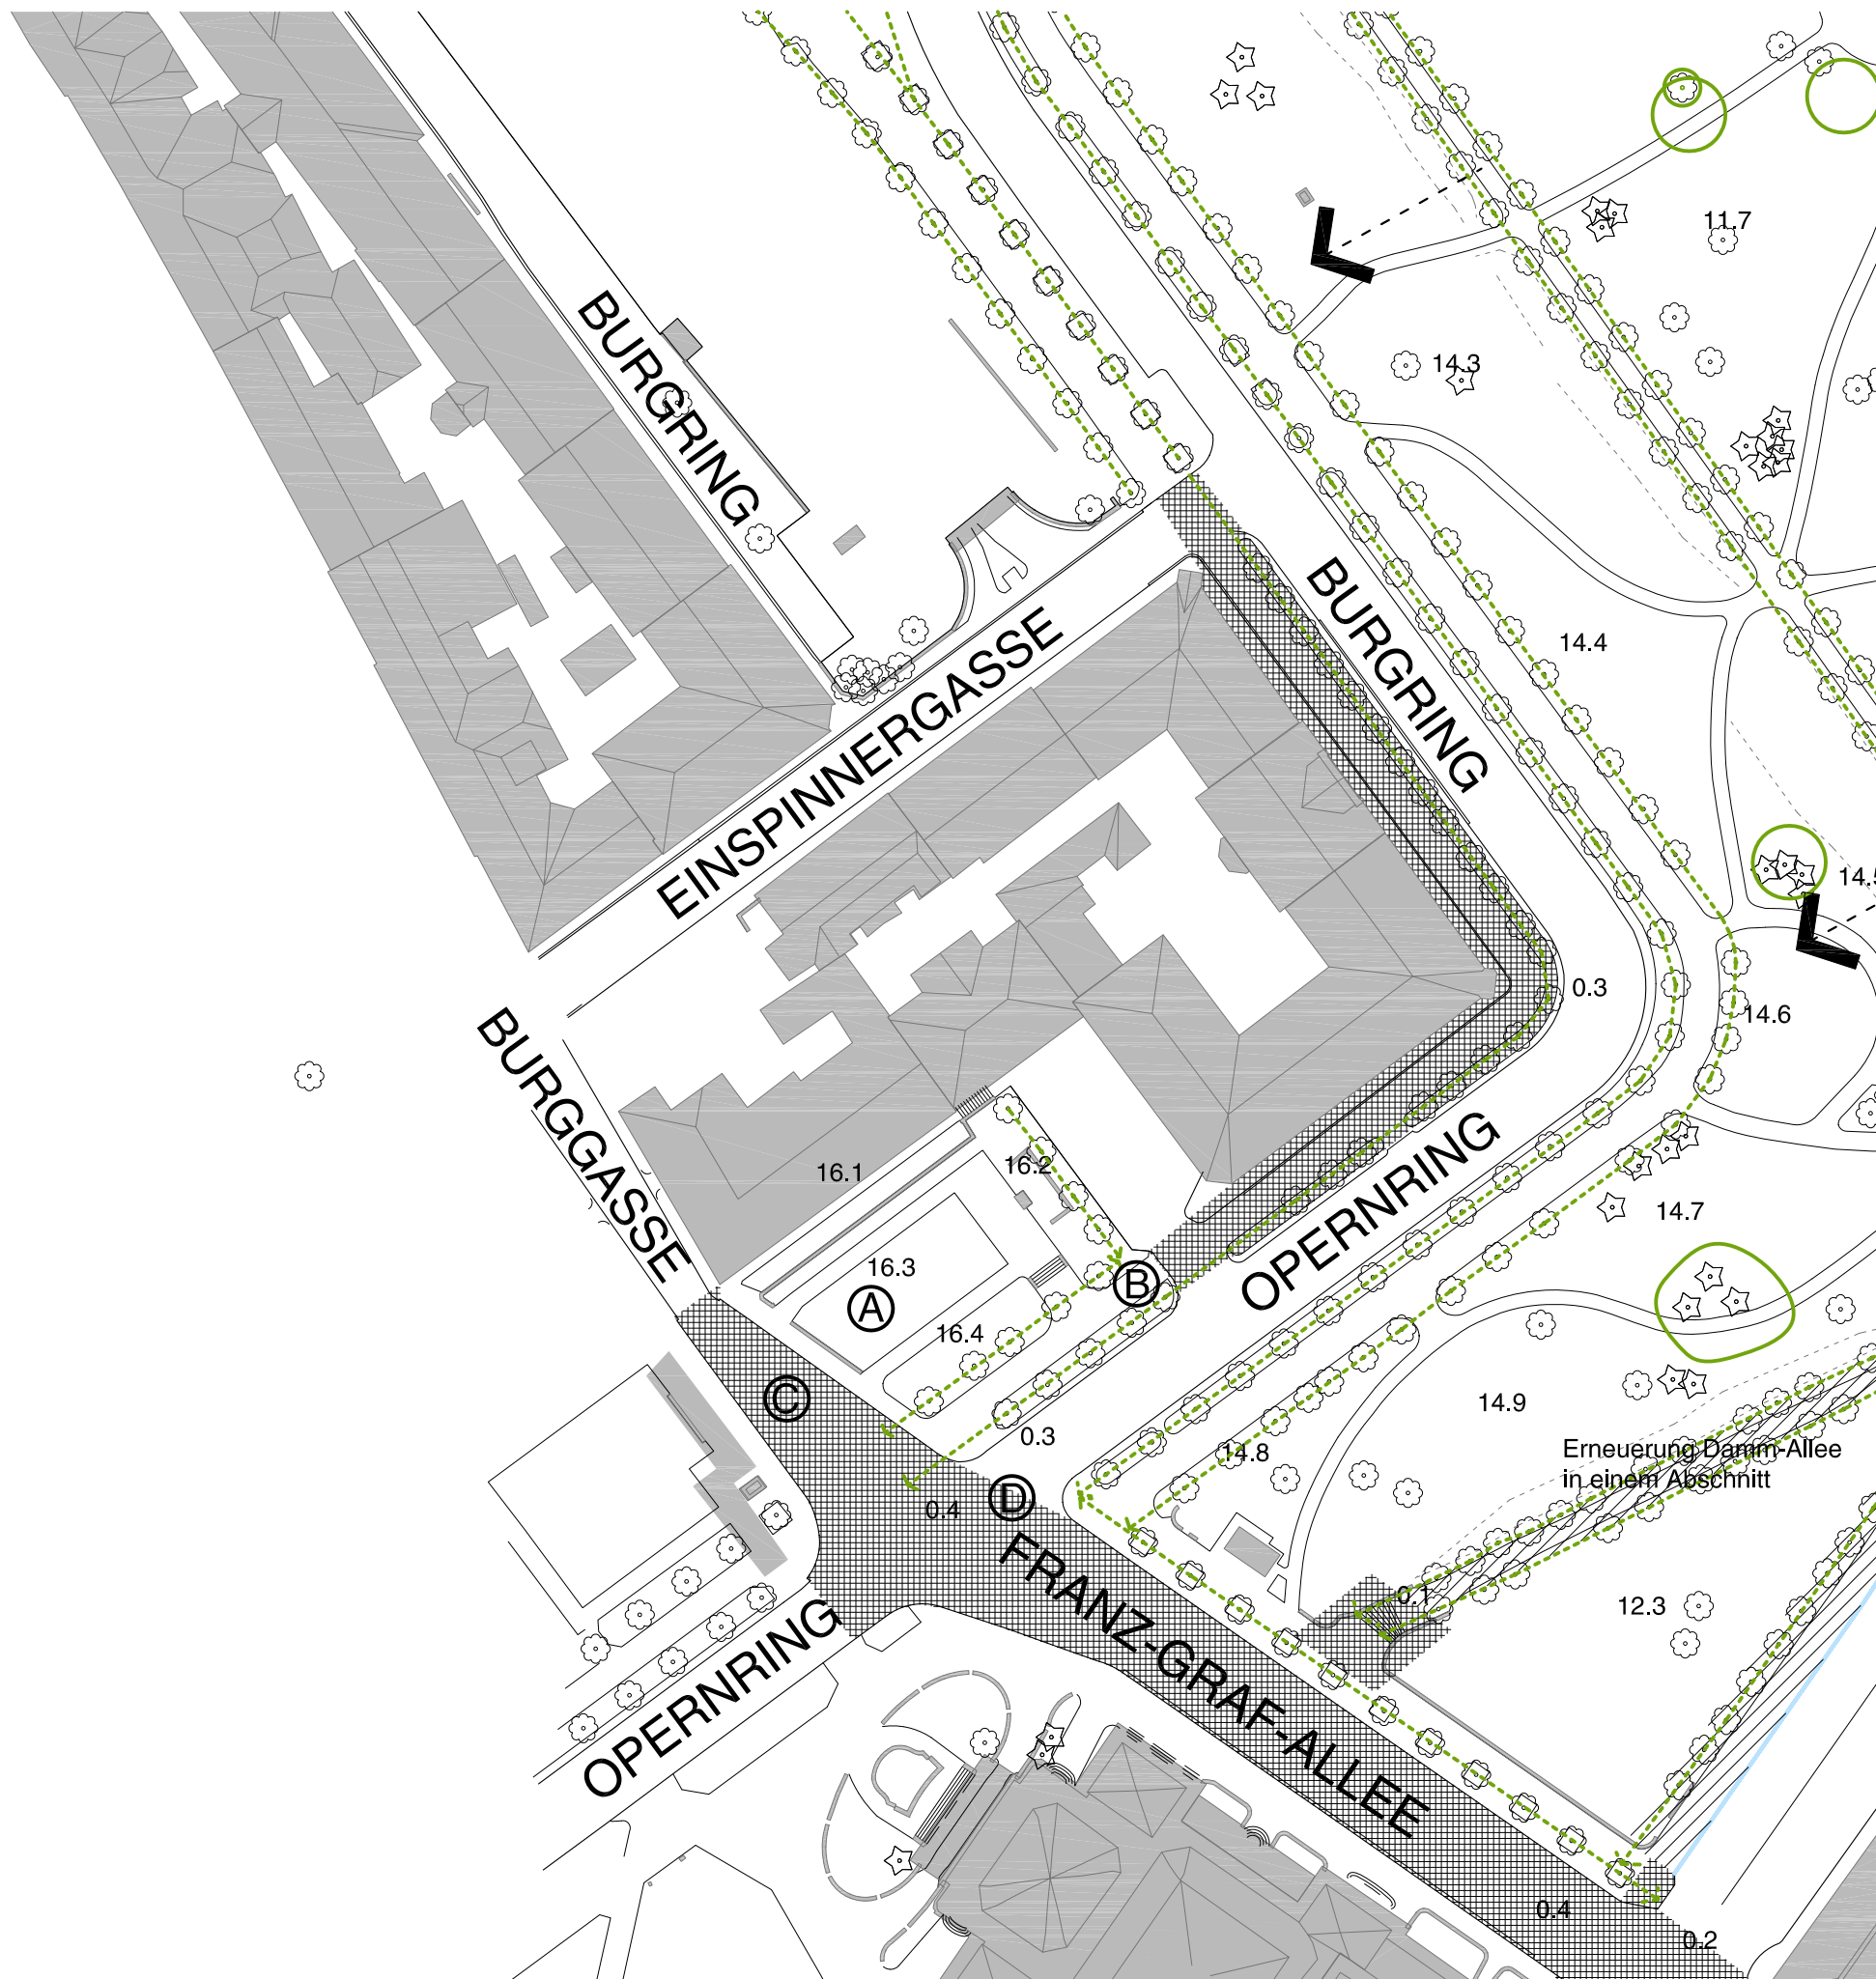 11.7
BURGRING
14.3
BURGRING
14.4
EINSPINNERGASSE
14.5
0.3
14.6
BURGGASSE
16.1
16.2
OPERNRING
14.7
16.3
A
B
16.4
C
14.9
0.3
14.8
Erneuerung Damm-Allee
in einem Abschnitt
D
0.4
FRANZ-GRAF-ALLEE
0.1
12.3
OPERNRING
0.4
0.2